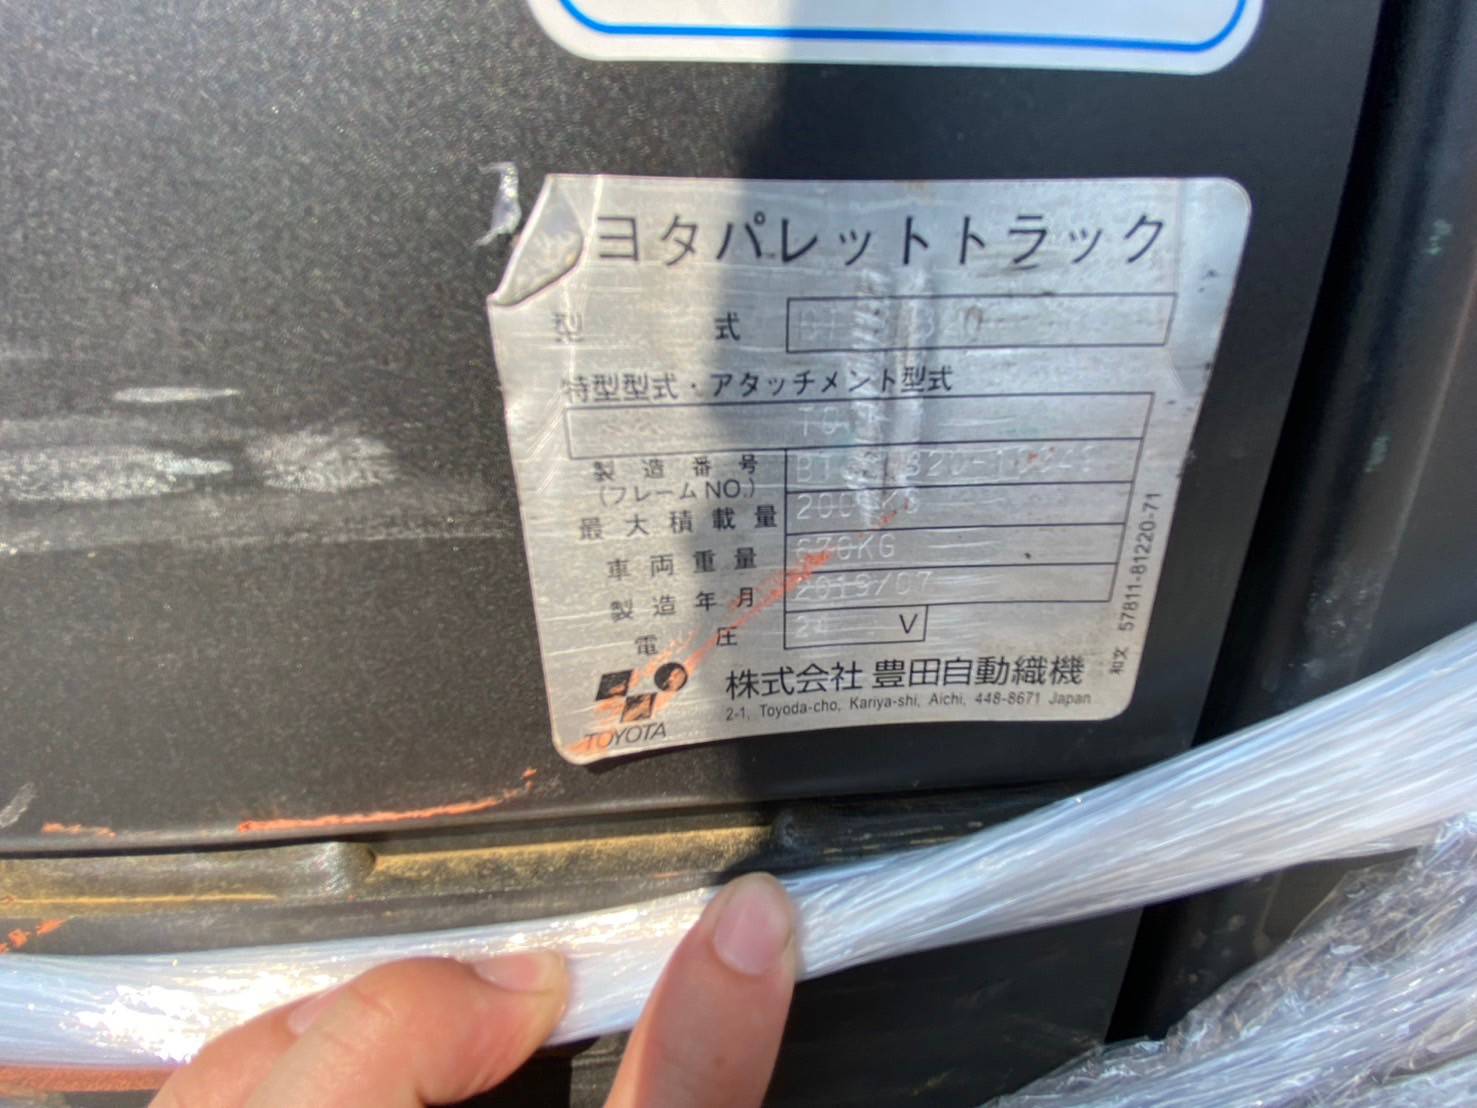 ヨタパレットトラック
型 式
特型型式・アタッチメント型式
製造番号
(フレームNO.)
最大積載量
車両重量 670KG
製造年月 2019/07
電圧 24 V
TOYOTA
株式会社 豊田自動織機
2-1, Toyoda-cho, Kariya-shi, Aichi, 448-8671 Japan
和文 57811-81220-71